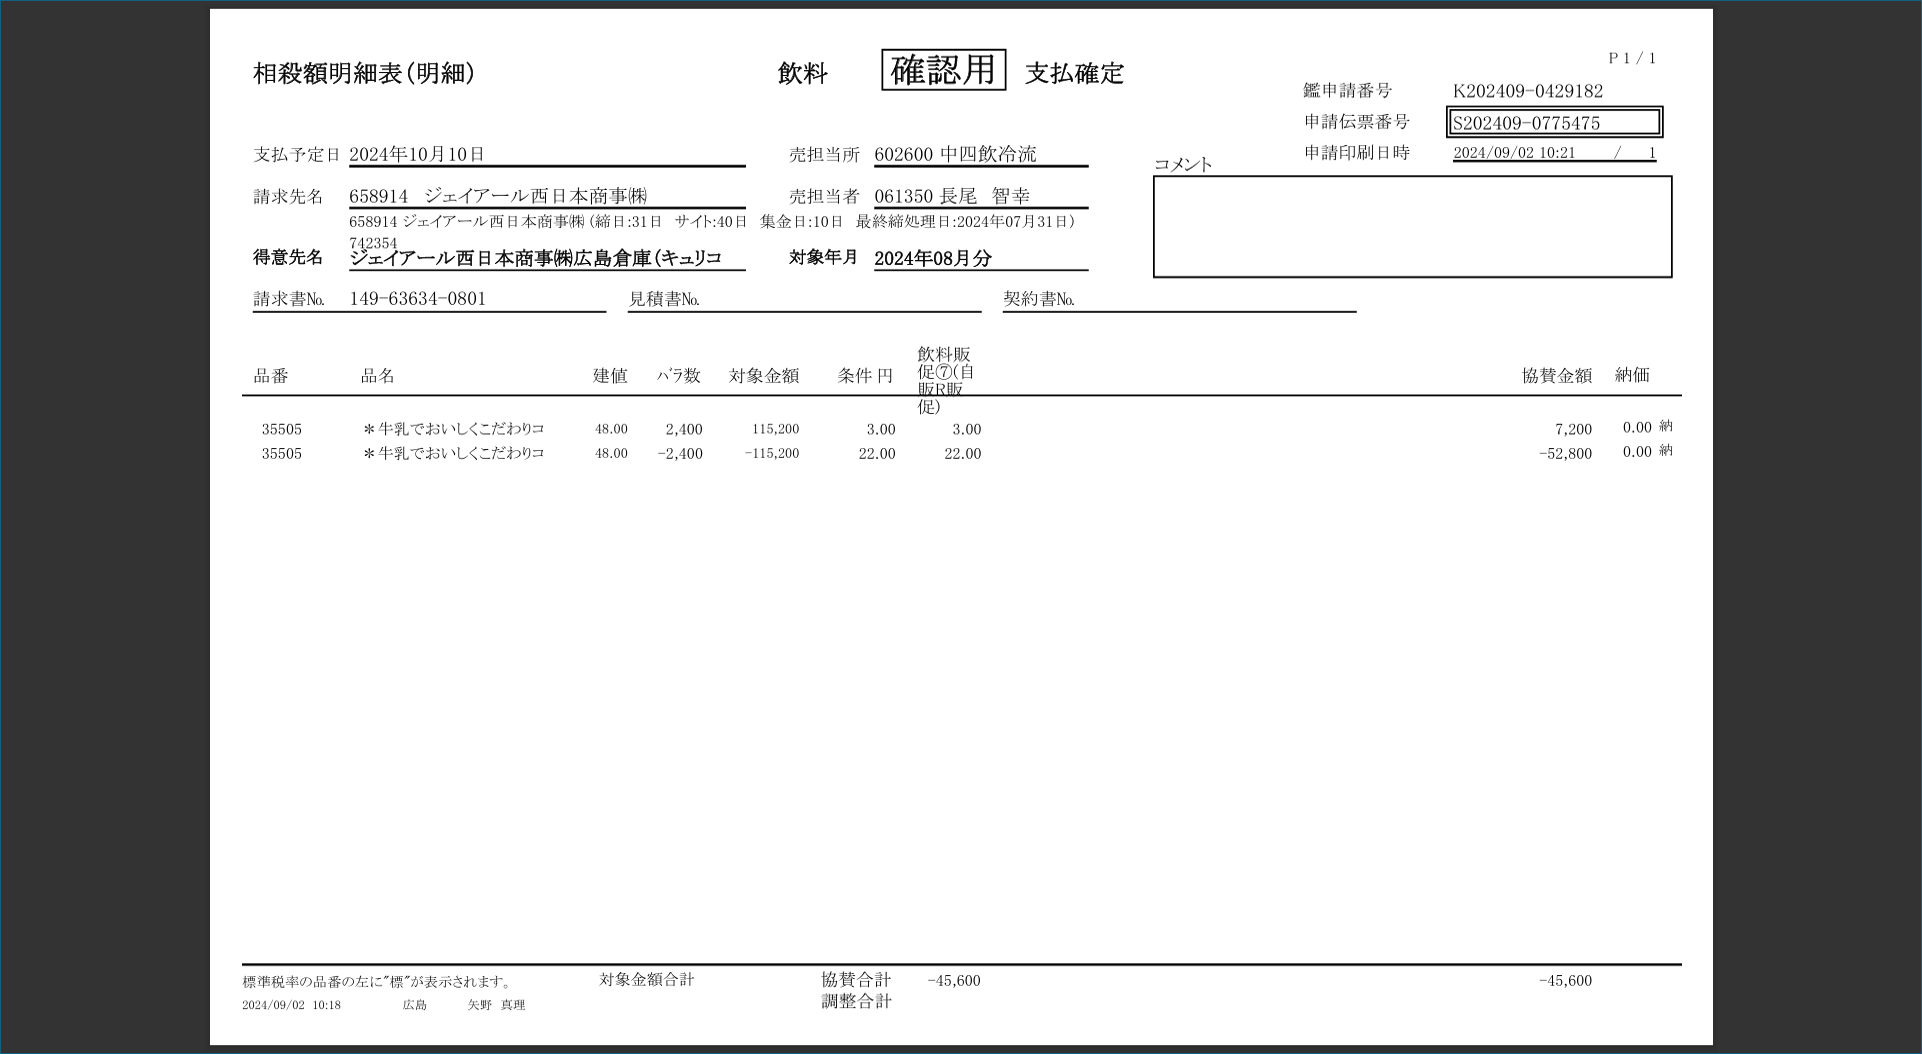 P 1 / 1
相殺額明細表（明細） 飲料 確認用 支払確定
鑑申請番号 K202409-0429182
申請伝票番号 S202409-0775475
申請印刷日時 2024/09/02 10:21 / 1
支払予定日 2024年10月10日 売担当所 602600 中四飲冷流
コメント
請求先名 658914 ジェイアール西日本商事㈱ 売担当者 061350 長尾 智幸
658914 ジェイアール西日本商事㈱（締日:31日 サイト:40日 集金日:10日 最終締処理日:2024年07月31日）
742354
得意先名 ジェイアール西日本商事㈱広島倉庫（キュリコ 対象年月 2024年08月分
請求書No. 149-63634-0801 見積書No. 契約書No.
品番 品名 建値 バラ数 対象金額 条件 円 飲料販促⑦(自販R販促) 協賛金額 納価
35505 ＊牛乳でおいしくこだわりコ 48.00 2,400 115,200 3.00 3.00 7,200 0.00 納
35505 ＊牛乳でおいしくこだわりコ 48.00 -2,400 -115,200 22.00 22.00 -52,800 0.00 納
標準税率の品番の左に"標"が表示されます。 対象金額合計 協賛合計 -45,600 -45,600
調整合計
2024/09/02 10:18 広島 矢野 真理